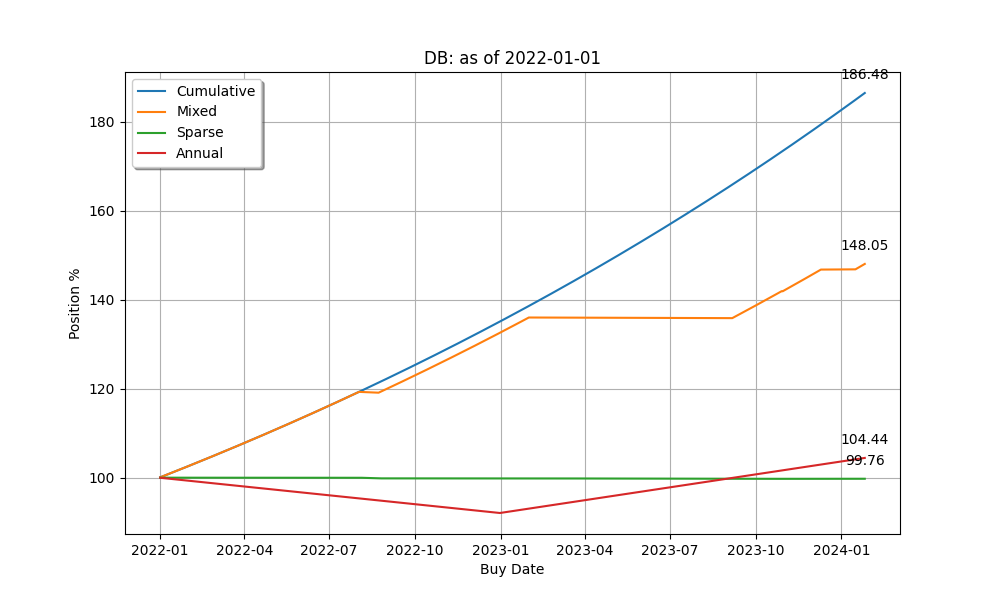 DB: as of 2022-01-01
186.48
Cumulative
Mixed
Sparse
Annual
180
160
148.05
140
120
104.44
99.76
100
Position %
2022-01 2022-04 2022-07 2022-10 2023-01 2023-04 2023-07 2023-10 2024-01
Buy Date